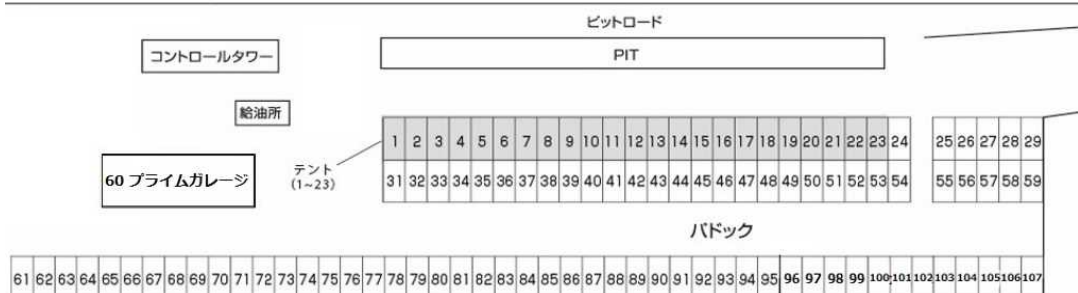 ピットロード
コントロールタワー
PIT
給油所
1 2 3 4 5 6 7 8 9 10 11 12 13 14 15 16 17 18 19 20 21 22 23 24 25 26 27 28 29
テント
(1~23)
60 プライムガレージ
31 32 33 34 35 36 37 38 39 40 41 42 43 44 45 46 47 48 49 50 51 52 53 54 55 56 57 58 59
パドック
61 62 63 64 65 66 67 68 69 70 71 72 73 74 75 76 77 78 79 80 81 82 83 84 85 86 87 88 89 90 91 92 93 94 95 96 97 98 99 100 101 102 103 104 105 106 107